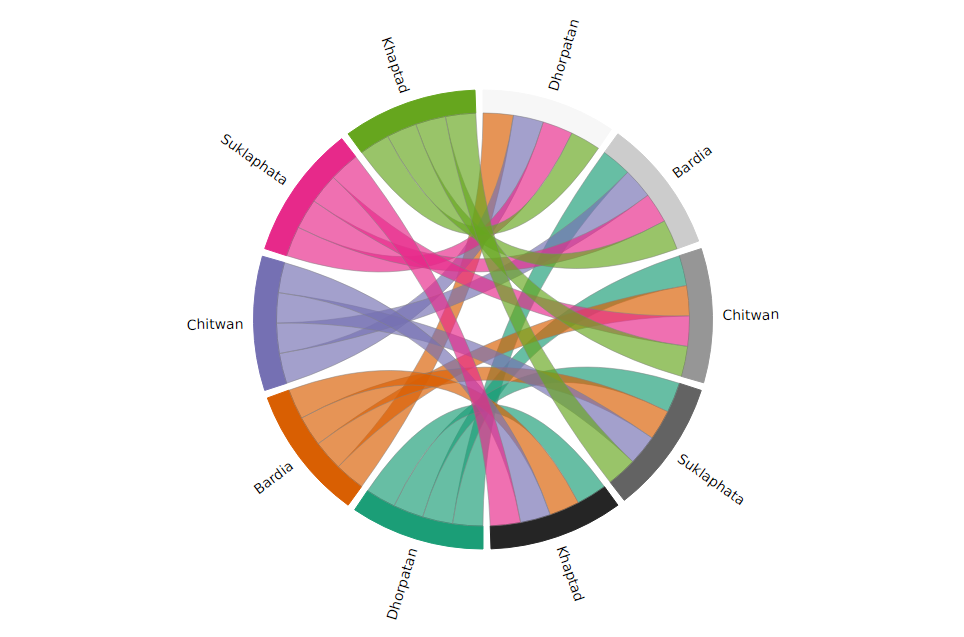 Dhorpatan
Khaptad
Bardia
Suklaphata
Chitwan
Chitwan
Bardia
Suklaphata
Dhorpatan
Khaptad